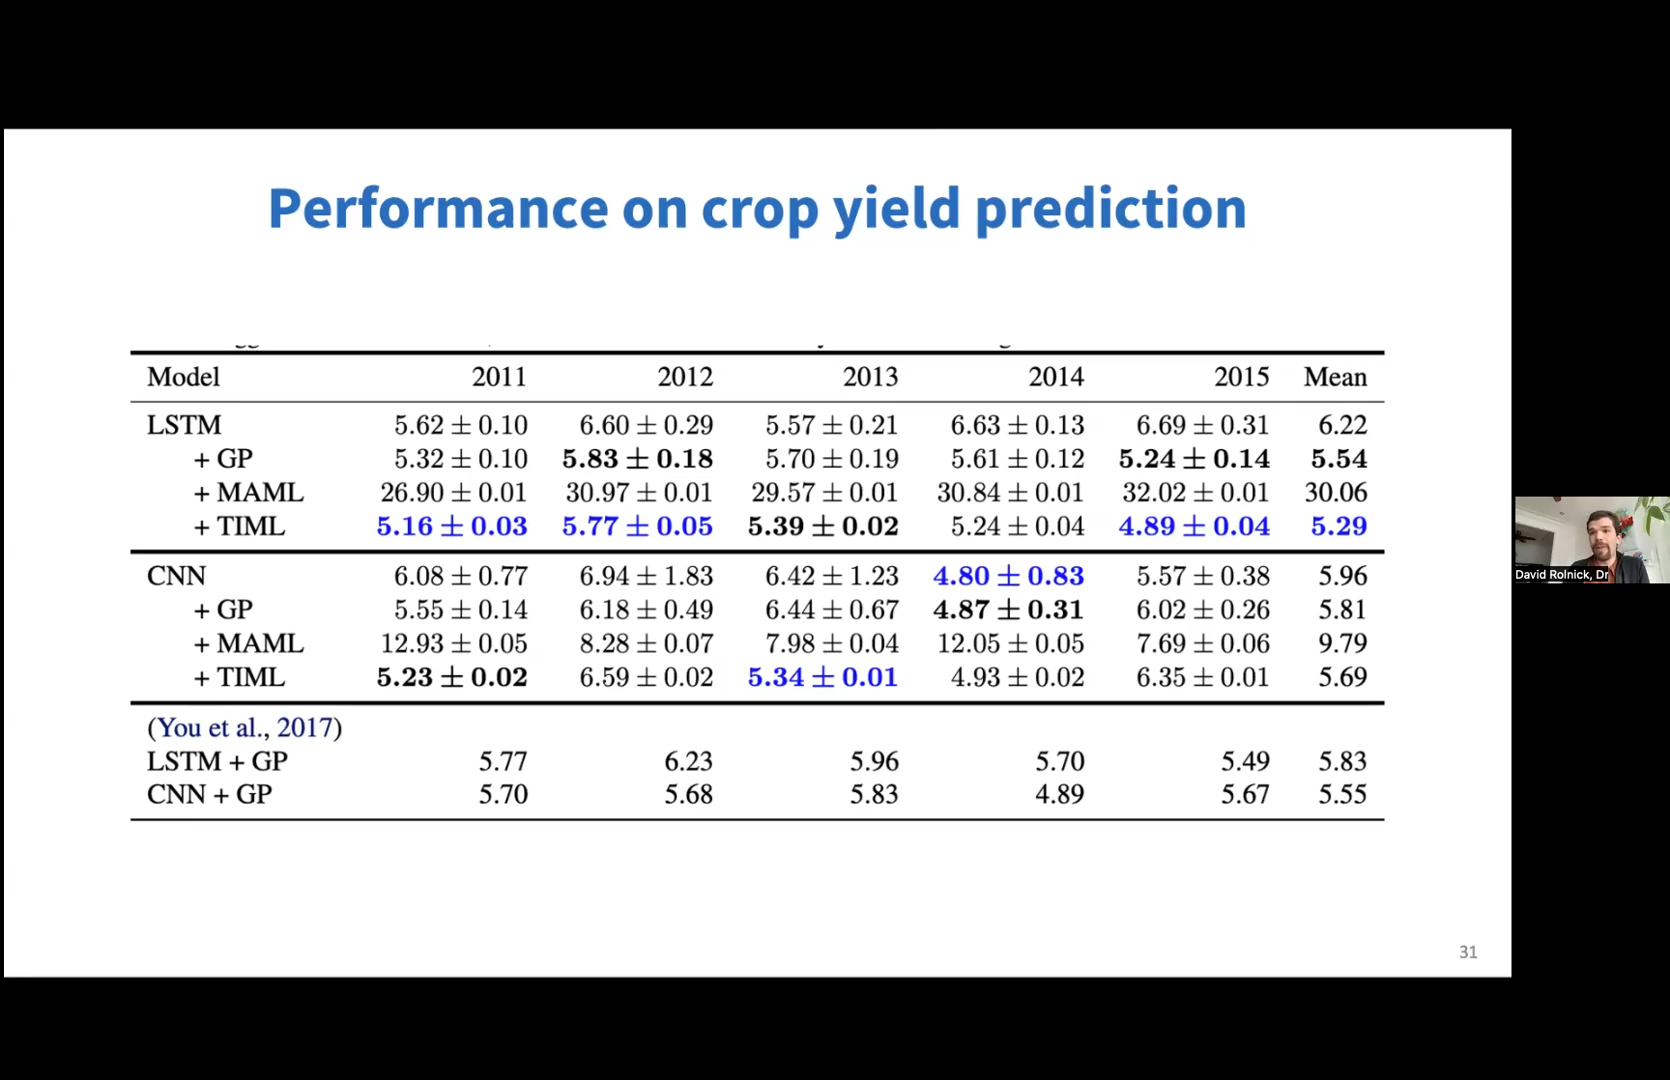 Performance on crop yield prediction
Model 2011 2012 2013 2014 2015 Mean
LSTM 5.62 ± 0.10 6.60 ± 0.29 5.57 ± 0.21 6.63 ± 0.13 6.69 ± 0.31 6.22
+ GP 5.32 ± 0.10 5.83 ± 0.18 5.70 ± 0.19 5.61 ± 0.12 5.24 ± 0.14 5.54
+ MAML 26.90 ± 0.01 30.97 ± 0.01 29.57 ± 0.01 30.84 ± 0.01 32.02 ± 0.01 30.06
+ TIML 5.16 ± 0.03 5.77 ± 0.05 5.39 ± 0.02 5.24 ± 0.04 4.89 ± 0.04 5.29
CNN 6.08 ± 0.77 6.94 ± 1.83 6.42 ± 1.23 4.80 ± 0.83 5.57 ± 0.38 5.96
+ GP 5.55 ± 0.14 6.18 ± 0.49 6.44 ± 0.67 4.87 ± 0.31 6.02 ± 0.26 5.81
+ MAML 12.93 ± 0.05 8.28 ± 0.07 7.98 ± 0.04 12.05 ± 0.05 7.69 ± 0.06 9.79
+ TIML 5.23 ± 0.02 6.59 ± 0.02 5.34 ± 0.01 4.93 ± 0.02 6.35 ± 0.01 5.69
(You et al., 2017)
LSTM + GP 5.77 6.23 5.96 5.70 5.49 5.83
CNN + GP 5.70 5.68 5.83 4.89 5.67 5.55
31
David Rolnick, Dr